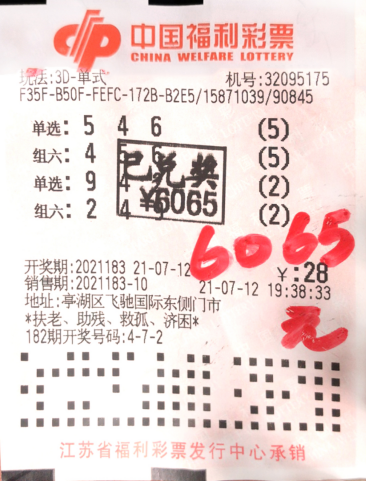 中国福利彩票
CHINA WELFARE LOTTERY
玩法:3D-单式 机号:32095175
F35F-B50F-FEFC-172B-B2E5/15871039/90845
单选: 5 4 6 (5)
组六: 4 5 6 (5)
单选: 9 4 (2)
组六: 2 4 (2)
已兑奖
¥6065
6065
元
开奖期:2021183 21-07-12 ¥:28
销售期:2021183-10 21-07-12 19:38:33
地址:亭湖区飞驰国际东侧门市
*扶老、助残、救孤、济困*
182期开奖号码:4-7-2
江苏省福利彩票发行中心承销